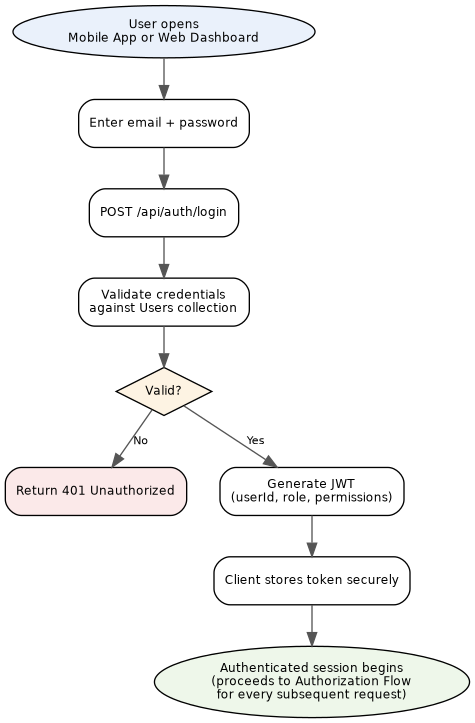 User opens
Mobile App or Web Dashboard
Enter email + password
POST /api/auth/login
Validate credentials
against Users collection
Valid?
No
Yes
Return 401 Unauthorized
Generate JWT
(userId, role, permissions)
Client stores token securely
Authenticated session begins
(proceeds to Authorization Flow
for every subsequent request)